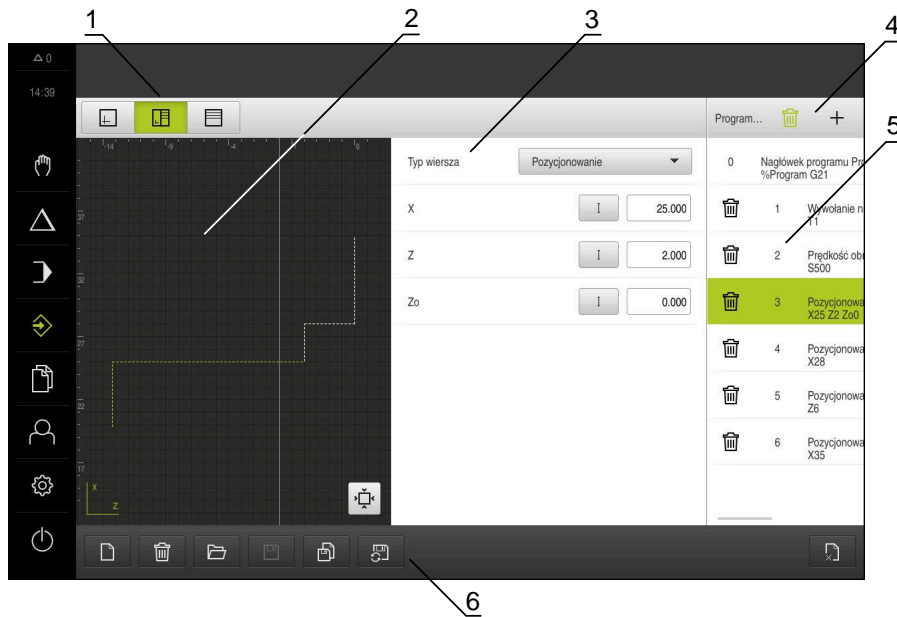 1
2
3
4
5
6
0
14:39
-14
-9
-4
1
6
37
32
27
22
17
X
Z
Typ wiersza
Pozycjonowanie
X
I
25.000
Z
I
2.000
Zo
I
0.000
Program...
0
Nagłówek programu Pro
%Program G21
1
Wywołanie n
T1
2
Prędkość obr
S500
3
Pozycjonowa
X25 Z2 Zo0
4
Pozycjonowa
X28
5
Pozycjonowa
Z6
6
Pozycjonowa
X35